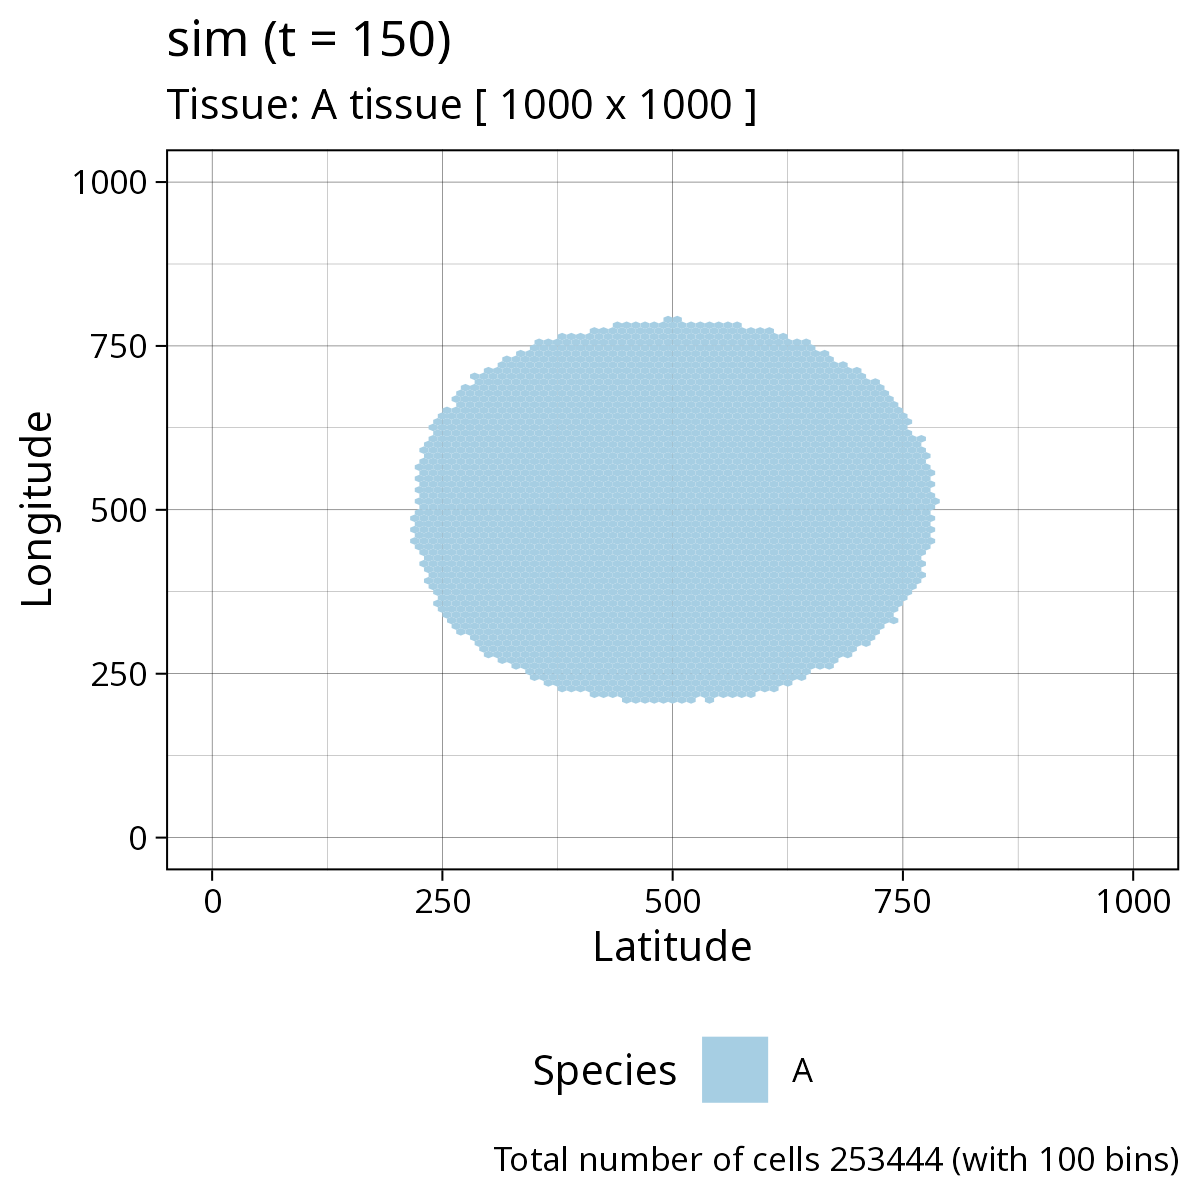 sim (t = 150)
Tissue: A tissue [ 1000 x 1000 ]
1000
750
500
250
0
Longitude
0 250 500 750 1000
Latitude
Species A
Total number of cells 253444 (with 100 bins)